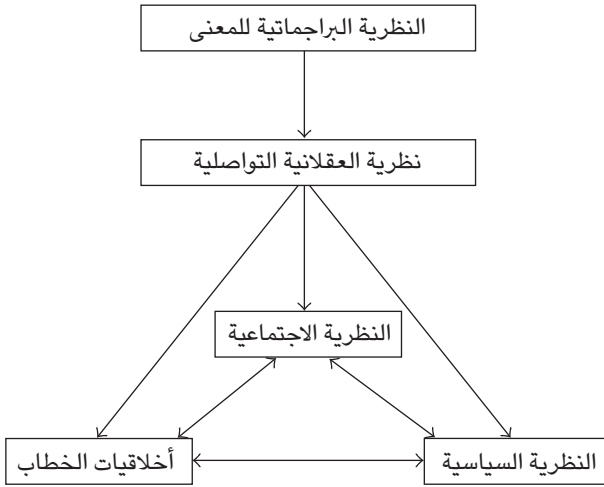 النظرية البراجماتية للمعنى
نظرية العقلانية التواصلية
النظرية الاجتماعية
النظرية السياسية
أخلاقيات الخطاب